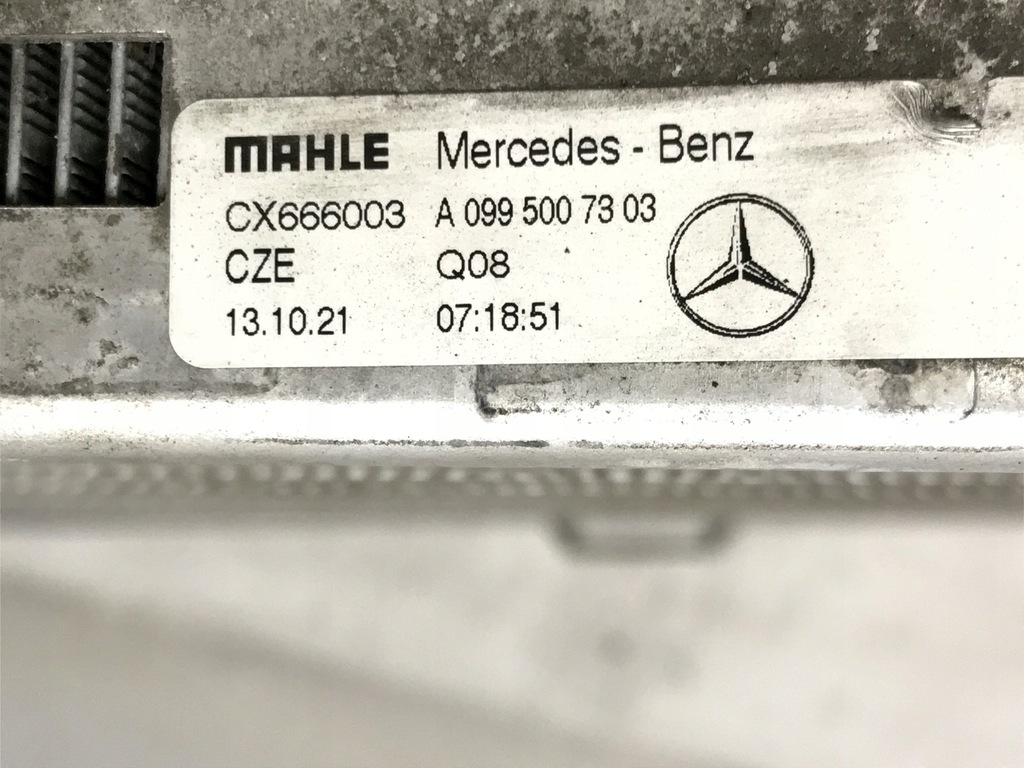 MAHLE Mercedes - Benz
CX666003 A 099 500 73 03
CZE Q08
13.10.21 07:18:51